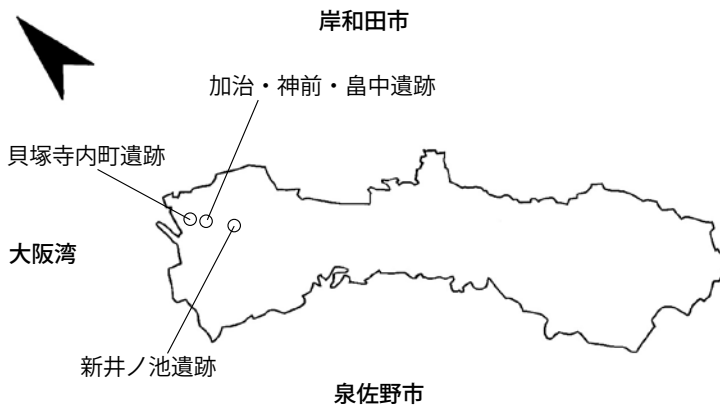 岸和田市
加治・神前・畠中遺跡
貝塚寺内町遺跡
大阪湾
新井ノ池遺跡
泉佐野市